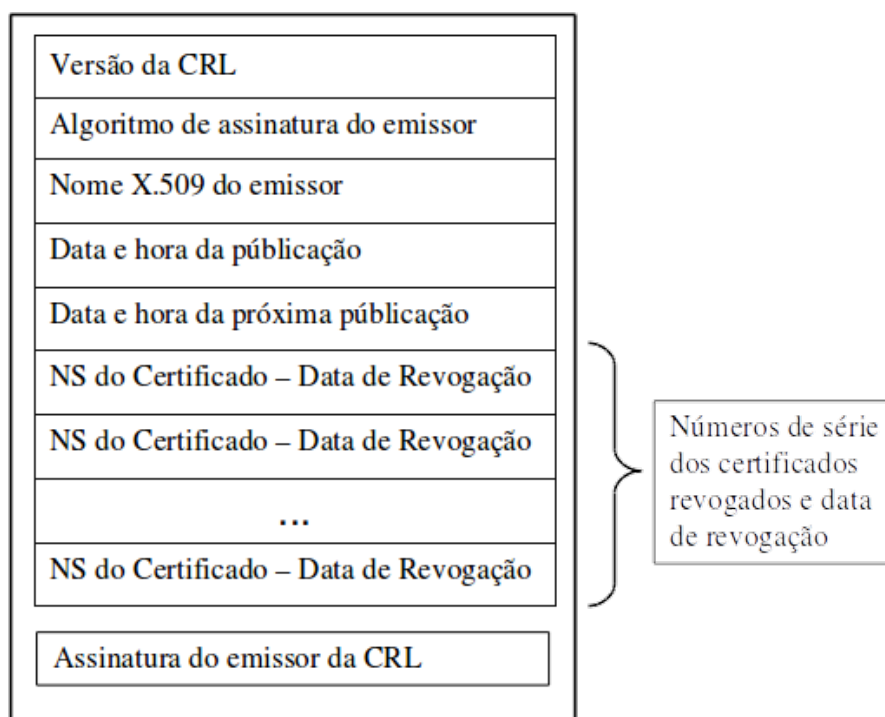 Versão da CRL
Algoritmo de assinatura do emissor
Nome X.509 do emissor
Data e hora da públicação
Data e hora da próxima públicação
NS do Certificado – Data de Revogação
NS do Certificado – Data de Revogação
...
NS do Certificado – Data de Revogação
Números de série
dos certificados
revogados e data
de revogação
Assinatura do emissor da CRL